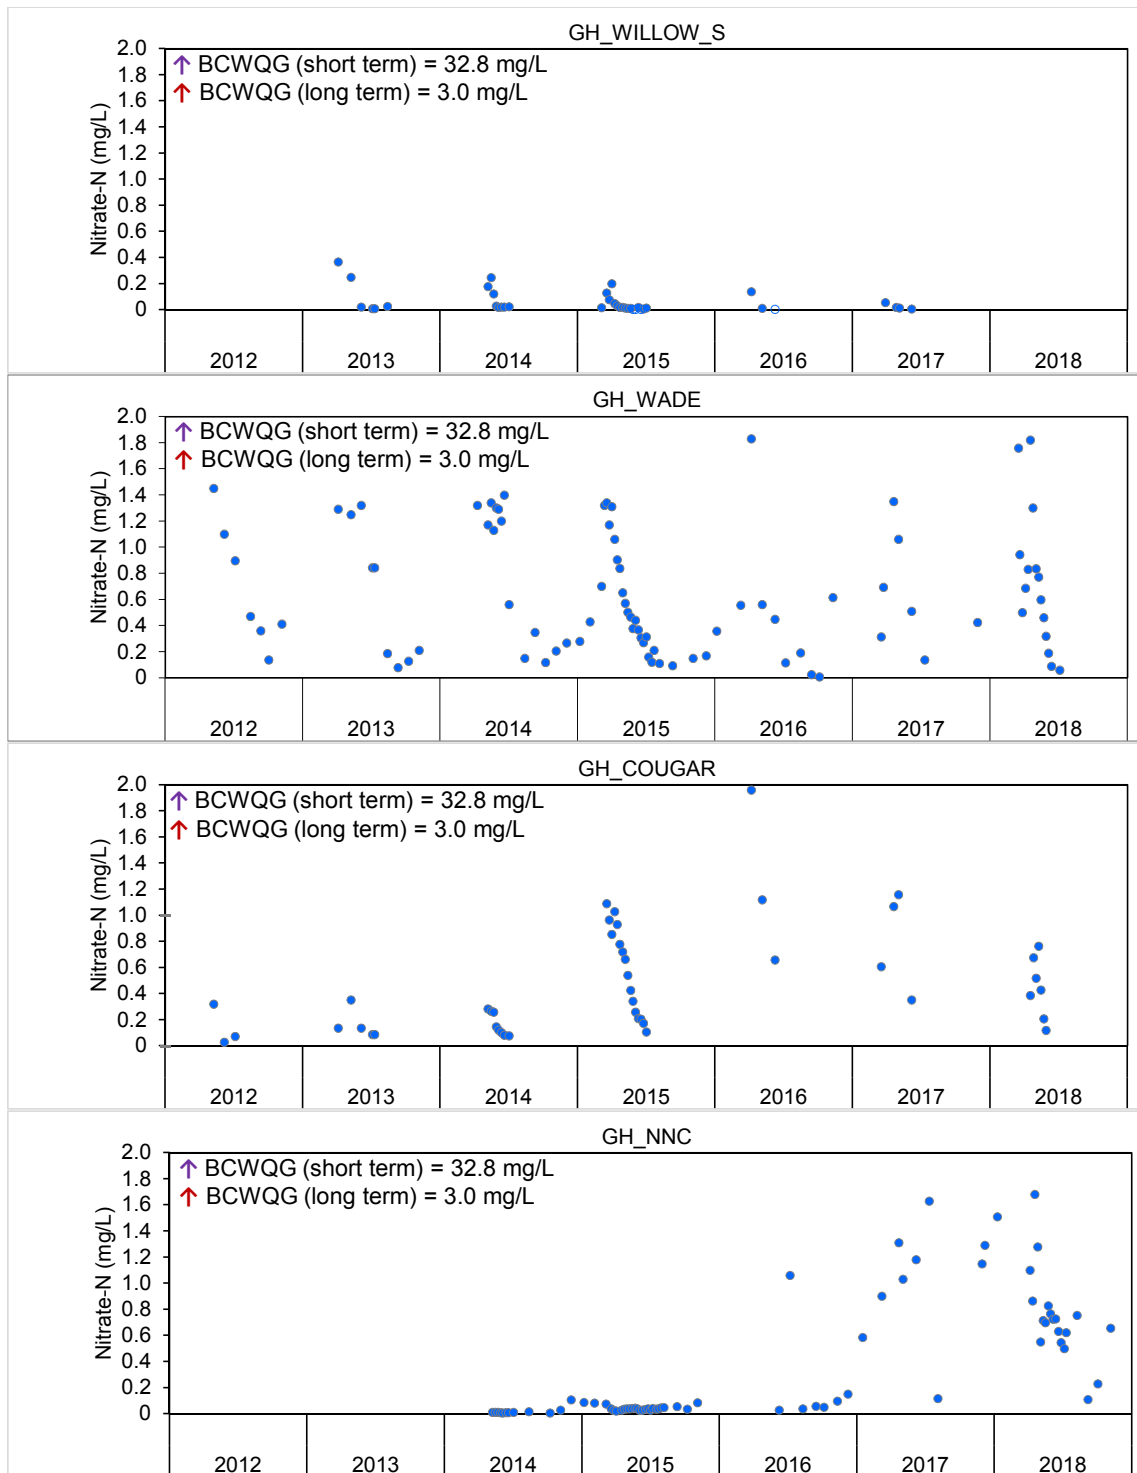 GH_WILLOW_S
2.0
1.8
1.6
1.4
1.2
1.0
0.8
0.6
0.4
0.2
0
Nitrate-N (mg/L)
↑ BCWQG (short term) = 32.8 mg/L
↑ BCWQG (long term) = 3.0 mg/L
2012 2013 2014 2015 2016 2017 2018
GH_WADE
2.0
1.8
1.6
1.4
1.2
1.0
0.8
0.6
0.4
0.2
0
Nitrate-N (mg/L)
↑ BCWQG (short term) = 32.8 mg/L
↑ BCWQG (long term) = 3.0 mg/L
2012 2013 2014 2015 2016 2017 2018
GH_COUGAR
2.0
1.8
1.6
1.4
1.2
1.0
0.8
0.6
0.4
0.2
0
Nitrate-N (mg/L)
↑ BCWQG (short term) = 32.8 mg/L
↑ BCWQG (long term) = 3.0 mg/L
2012 2013 2014 2015 2016 2017 2018
GH_NNC
2.0
1.8
1.6
1.4
1.2
1.0
0.8
0.6
0.4
0.2
0
Nitrate-N (mg/L)
↑ BCWQG (short term) = 32.8 mg/L
↑ BCWQG (long term) = 3.0 mg/L
2012 2013 2014 2015 2016 2017 2018